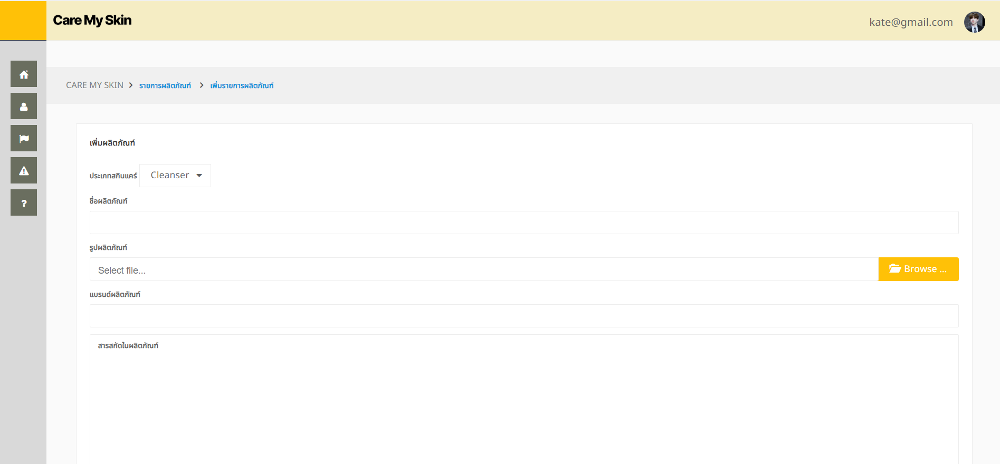 Care My Skin
kate@gmail.com
CARE MY SKIN > รายการผลิตภัณฑ์ > เพิ่มรายการผลิตภัณฑ์
เพิ่มผลิตภัณฑ์
ประเภทสกินแคร์ Cleanser
ชื่อผลิตภัณฑ์
รูปผลิตภัณฑ์
Select file... Browse ...
แบรนด์ผลิตภัณฑ์
สารสกัดในผลิตภัณฑ์